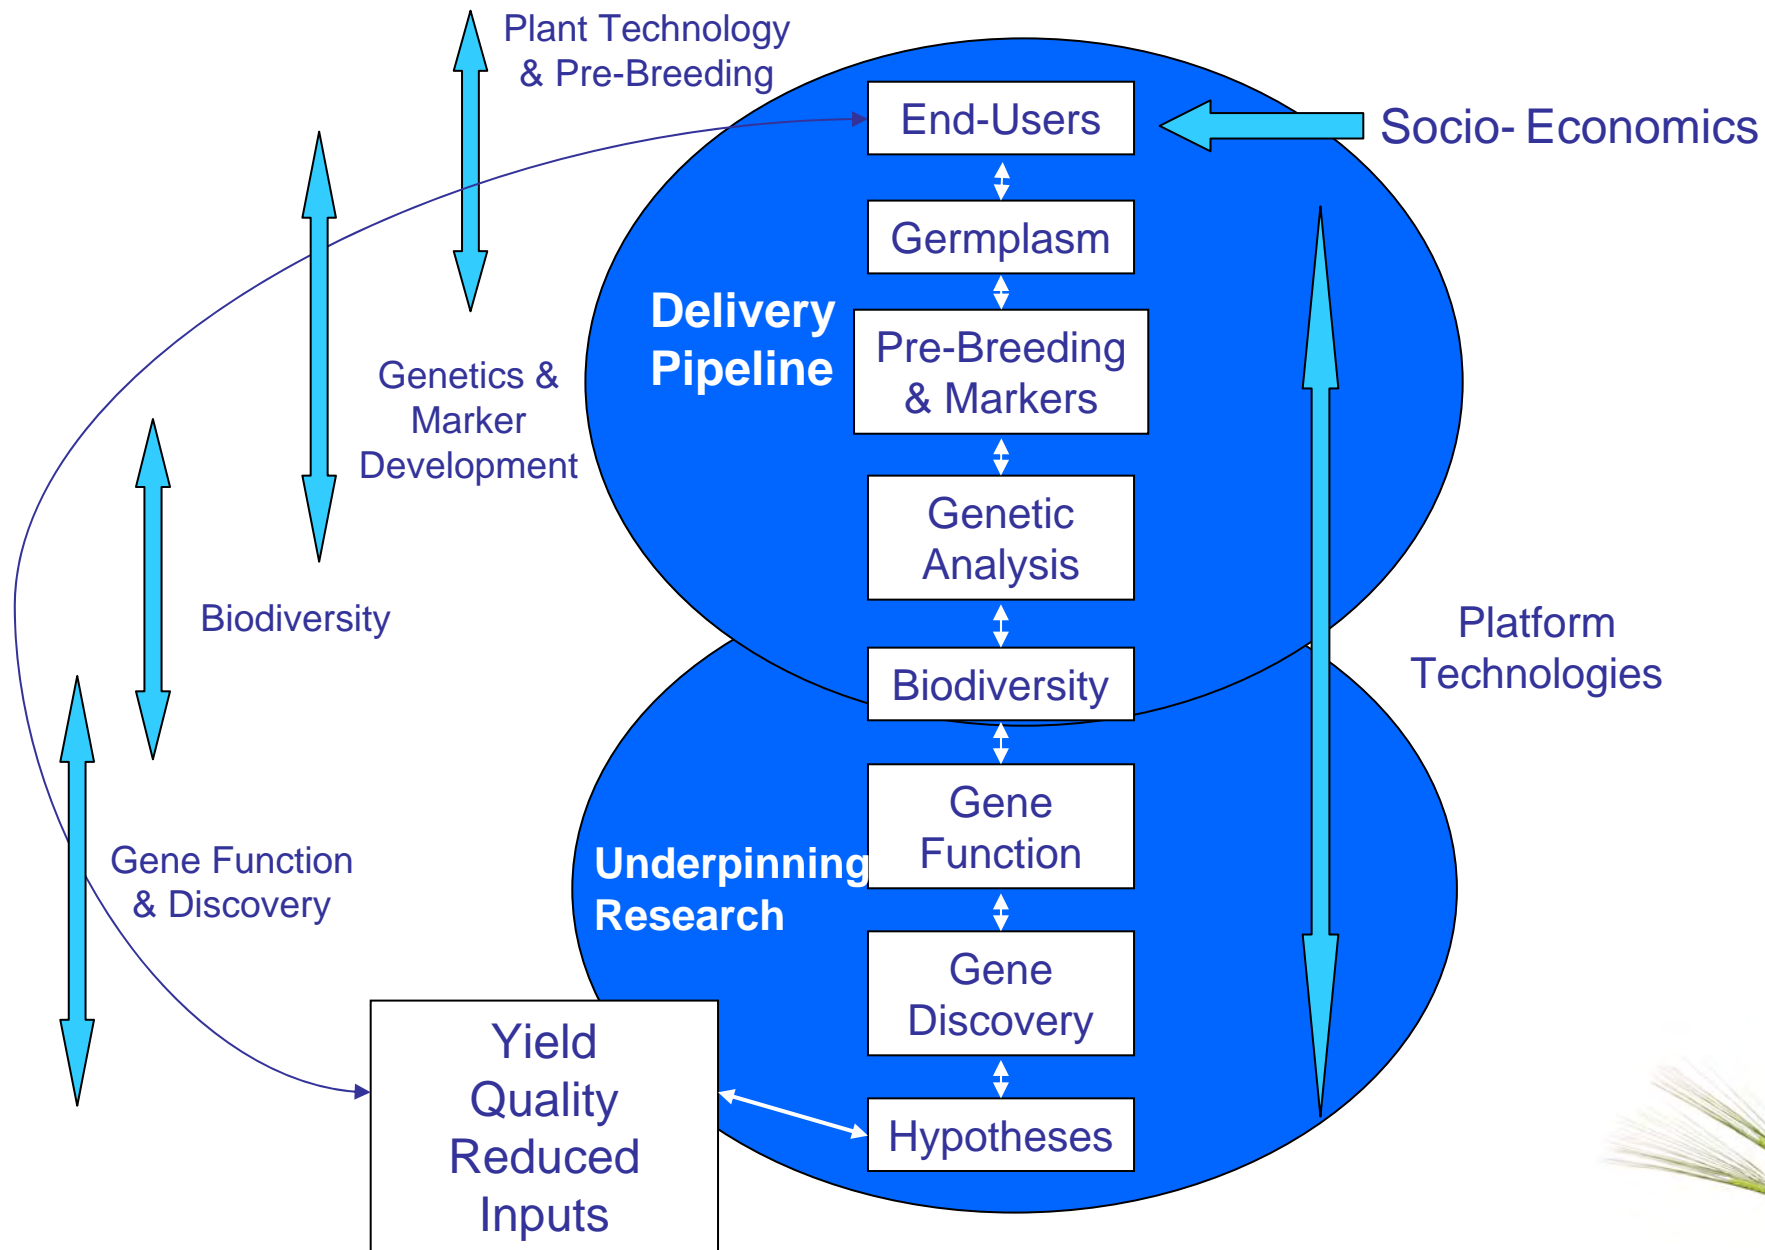 Plant Technology
& Pre-Breeding
End-Users
Socio- Economics
Germplasm
Delivery
Pipeline
Pre-Breeding
& Markers
Genetics &
Marker
Development
Genetic
Analysis
Biodiversity
Platform
Technologies
Biodiversity
Gene
Function
Gene Function
& Discovery
Underpinning
Research
Gene
Discovery
Yield
Quality
Reduced
Inputs
Hypotheses